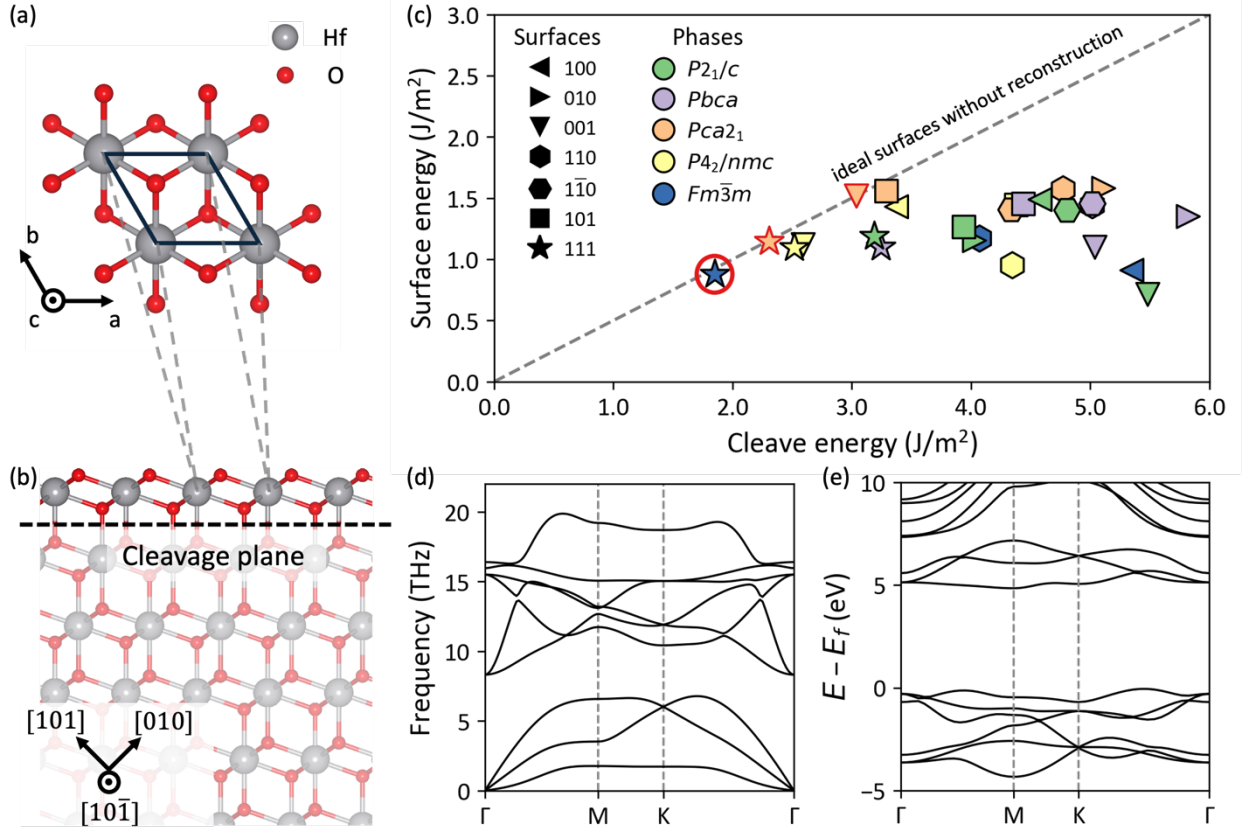 (a)
Hf
O
b
c
a
(b)
Cleavage plane
[101]
[010]
[101̅]
(c)
Surface energy (J/m²)
3.0
2.5
2.0
1.5
1.0
0.5
0.0
Surfaces
100
010
001
110
11̅0
101
111
Phases
P2₁/c
Pbca
Pca2₁
P4₂/nmc
Fm3̅m
ideal surfaces without reconstruction
0.0 1.0 2.0 3.0 4.0 5.0 6.0
Cleave energy (J/m²)
(d)
Frequency (THz)
20
15
10
5
0
Γ M K Γ
(e)
E − E_f (eV)
10
5
0
−5
Γ M K Γ